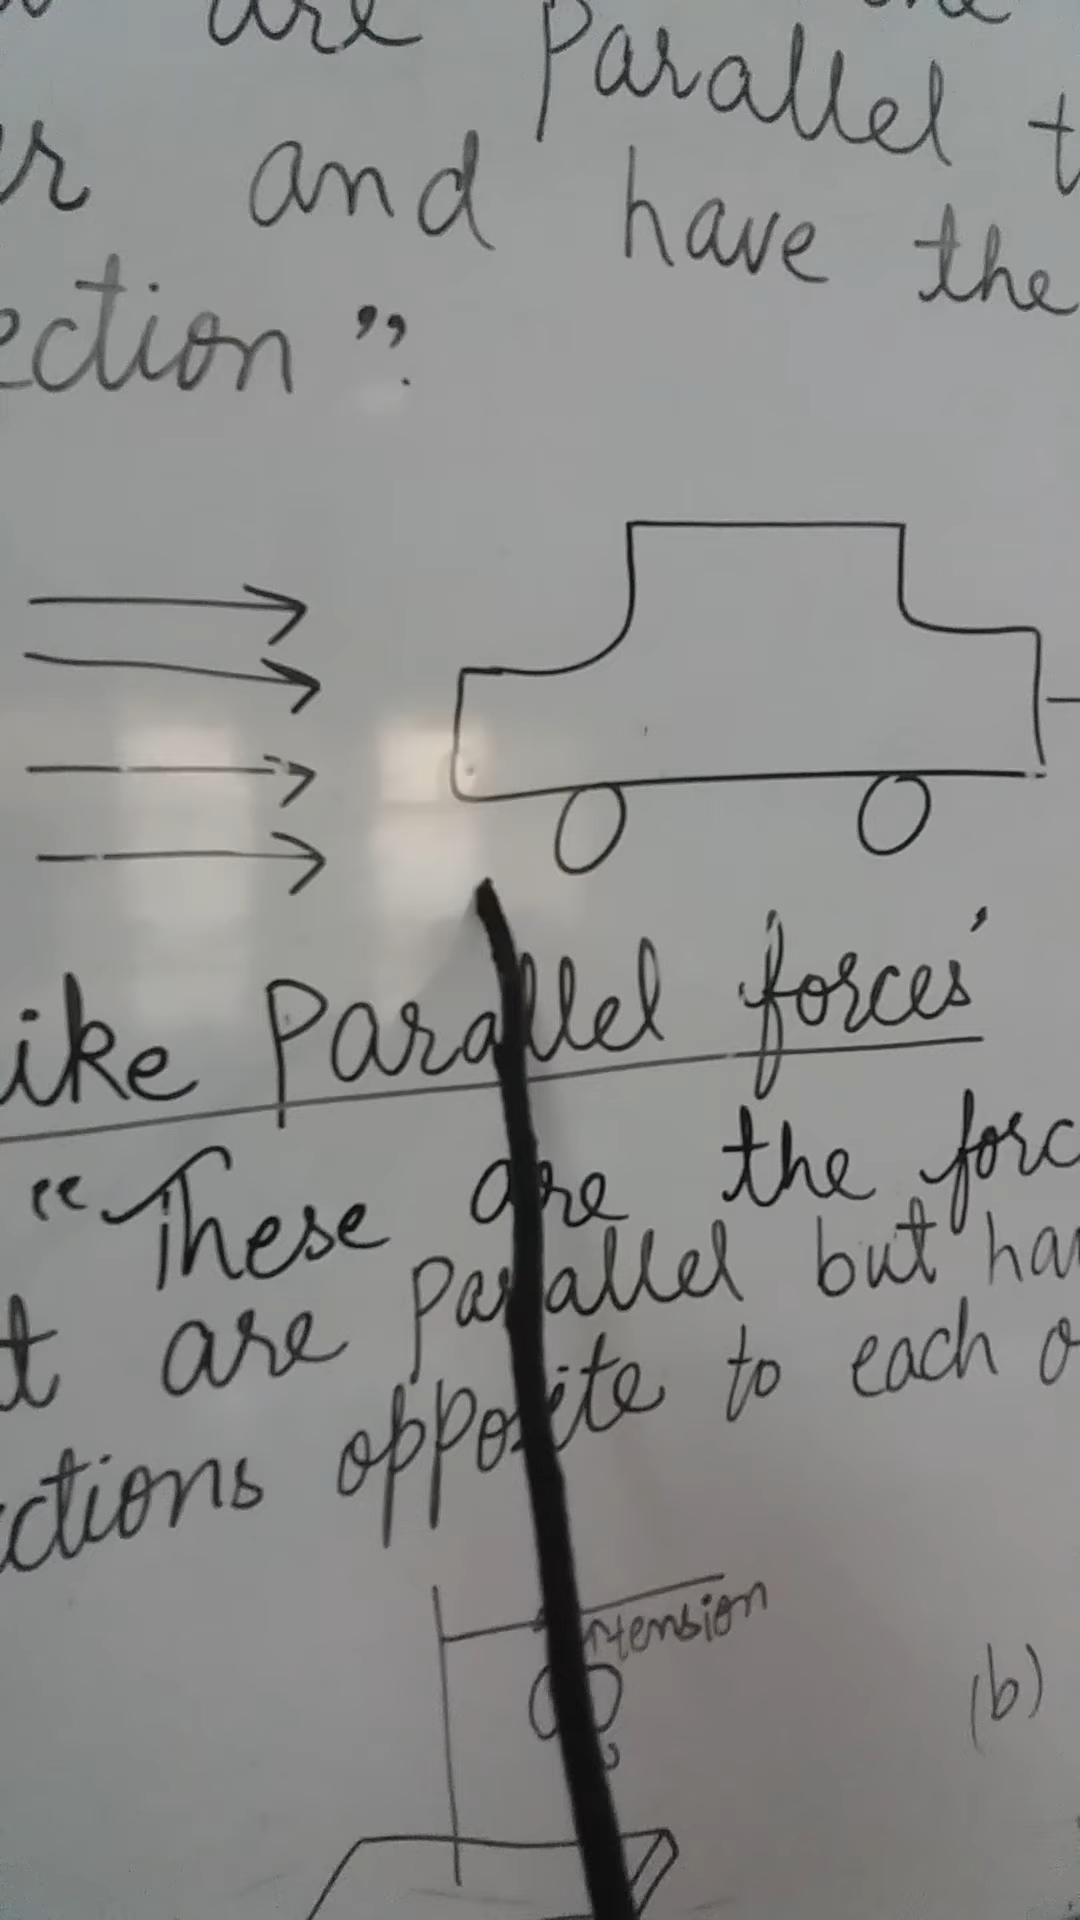 are Parallel t
r and have the
ection".
ike Parallel forces'
"These are the forc
t are Parallel but ha
ctions opposite to each o
tension
(b)